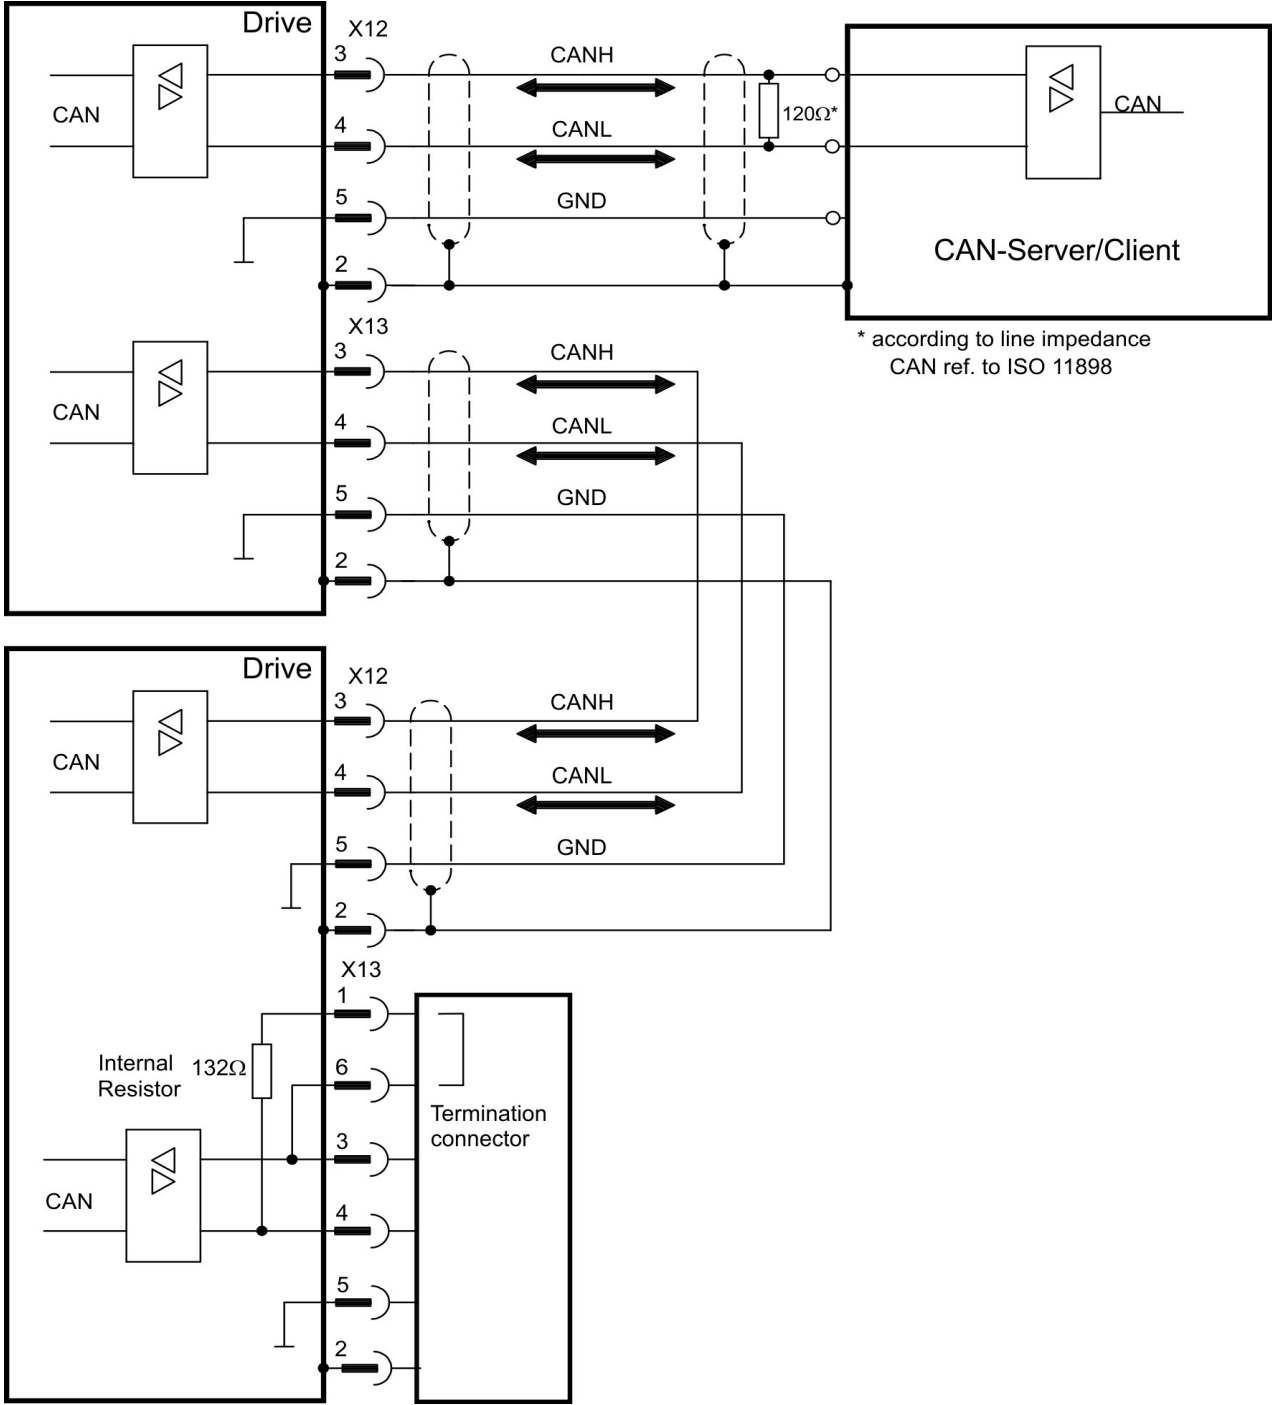 Drive
X12
3
CANH
CAN
4
CANL
120Ω*
CAN
5
GND
2
CAN-Server/Client
* according to line impedance
CAN ref. to ISO 11898
X13
3
CANH
CAN
4
CANL
5
GND
2
Drive
X12
3
CANH
CAN
4
CANL
5
GND
2
X13
1
Internal
Resistor
132Ω
6
Termination
connector
3
CAN
4
5
2